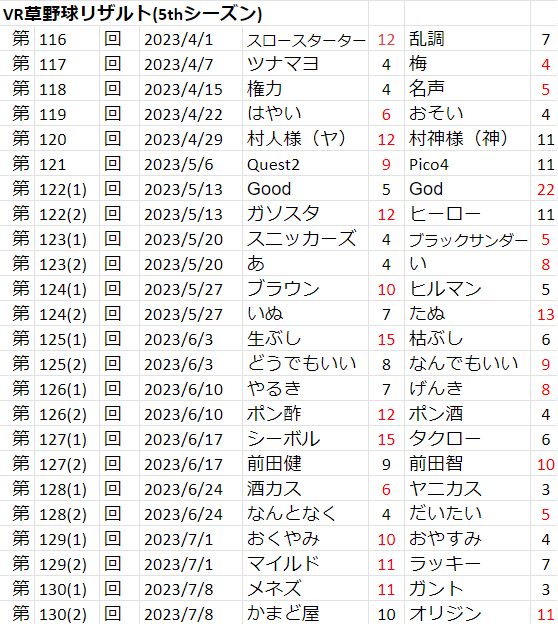 VR草野球リザルト(5thシーズン)
第 116 回 2023/4/1 スロースターター 12 乱調 7
第 117 回 2023/4/7 ツナマヨ 4 梅 4
第 118 回 2023/4/15 権力 4 名声 5
第 119 回 2023/4/22 はやい 6 おそい 4
第 120 回 2023/4/29 村人様（ヤ） 12 村神様（神） 11
第 121 回 2023/5/6 Quest2 9 Pico4 11
第 122(1) 回 2023/5/13 Good 5 God 22
第 122(2) 回 2023/5/13 ガソスタ 12 ヒーロー 11
第 123(1) 回 2023/5/20 スニッカーズ 4 ブラックサンダー 5
第 123(2) 回 2023/5/20 あ 4 い 8
第 124(1) 回 2023/5/27 ブラウン 10 ヒルマン 5
第 124(2) 回 2023/5/27 いぬ 7 たぬ 13
第 125(1) 回 2023/6/3 生ぶし 15 枯ぶし 6
第 125(2) 回 2023/6/3 どうでもいい 8 なんでもいい 9
第 126(1) 回 2023/6/10 やるき 7 げんき 8
第 126(2) 回 2023/6/10 ポン酢 12 ポン酒 4
第 127(1) 回 2023/6/17 シーボル 15 タクロー 6
第 127(2) 回 2023/6/17 前田健 9 前田智 10
第 128(1) 回 2023/6/24 酒カス 6 ヤニカス 3
第 128(2) 回 2023/6/24 なんとなく 4 だいたい 5
第 129(1) 回 2023/7/1 おくやみ 10 おやすみ 4
第 129(2) 回 2023/7/1 マイルド 11 ラッキー 7
第 130(1) 回 2023/7/8 メネズ 11 ガント 3
第 130(2) 回 2023/7/8 かまど屋 10 オリジン 11